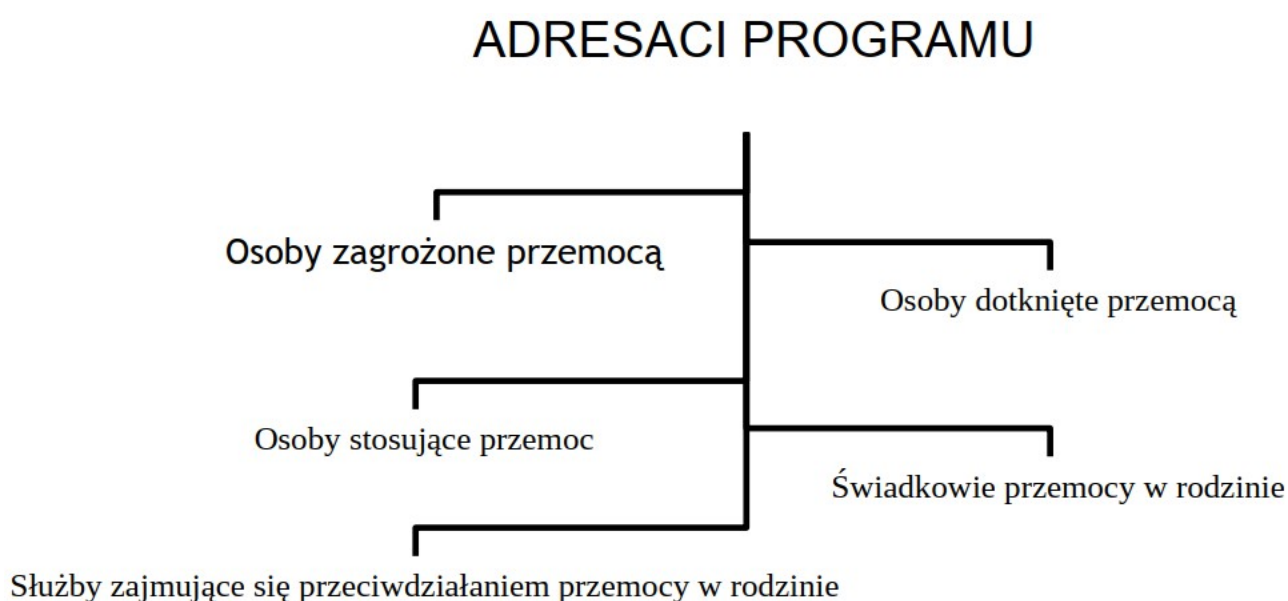 ADRESACI PROGRAMU
Osoby zagrożone przemocą
Osoby dotknięte przemocą
Osoby stosujące przemoc
Świadkowie przemocy w rodzinie
Służby zajmujące się przeciwdziałaniem przemocy w rodzinie